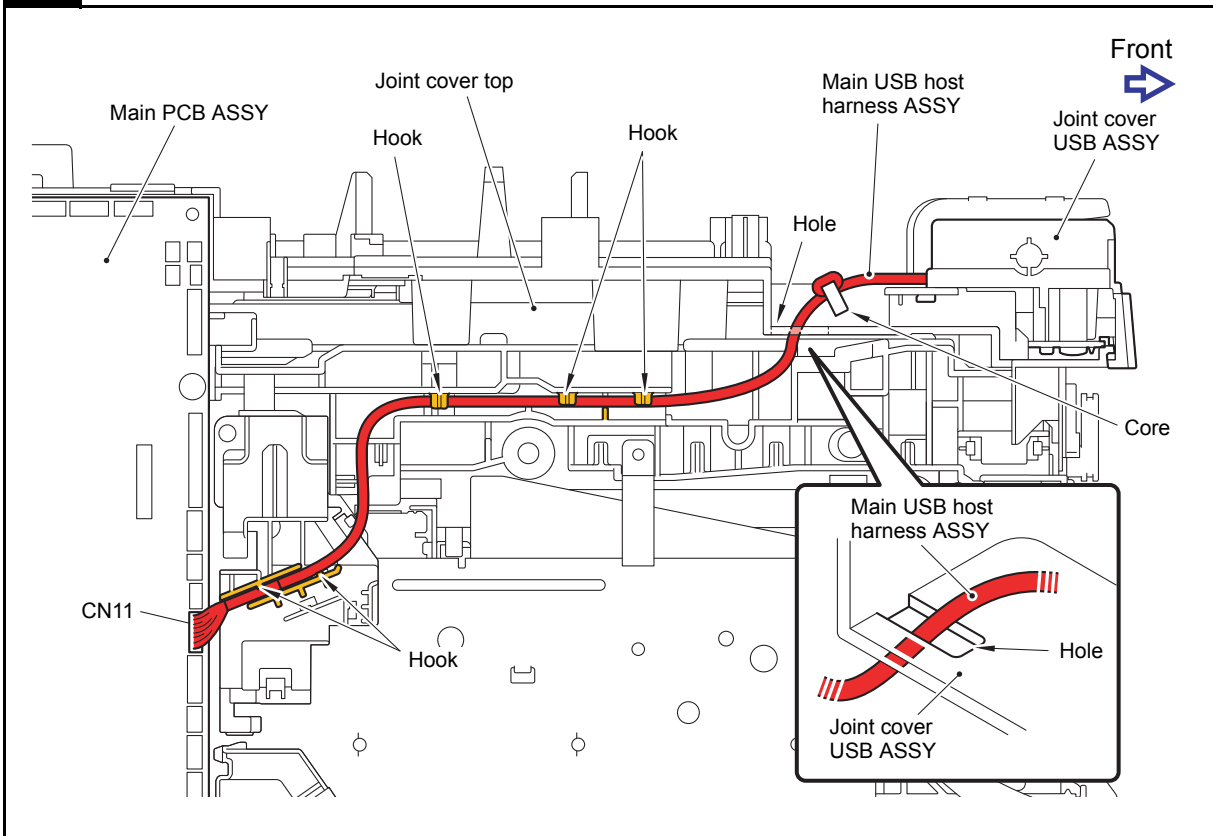 Front
Main USB host
harness ASSY
Joint cover top
Joint cover
USB ASSY
Main PCB ASSY
Hook
Hook
Hole
Core
Main USB host
harness ASSY
Hole
Joint cover
USB ASSY
CN11
Hook